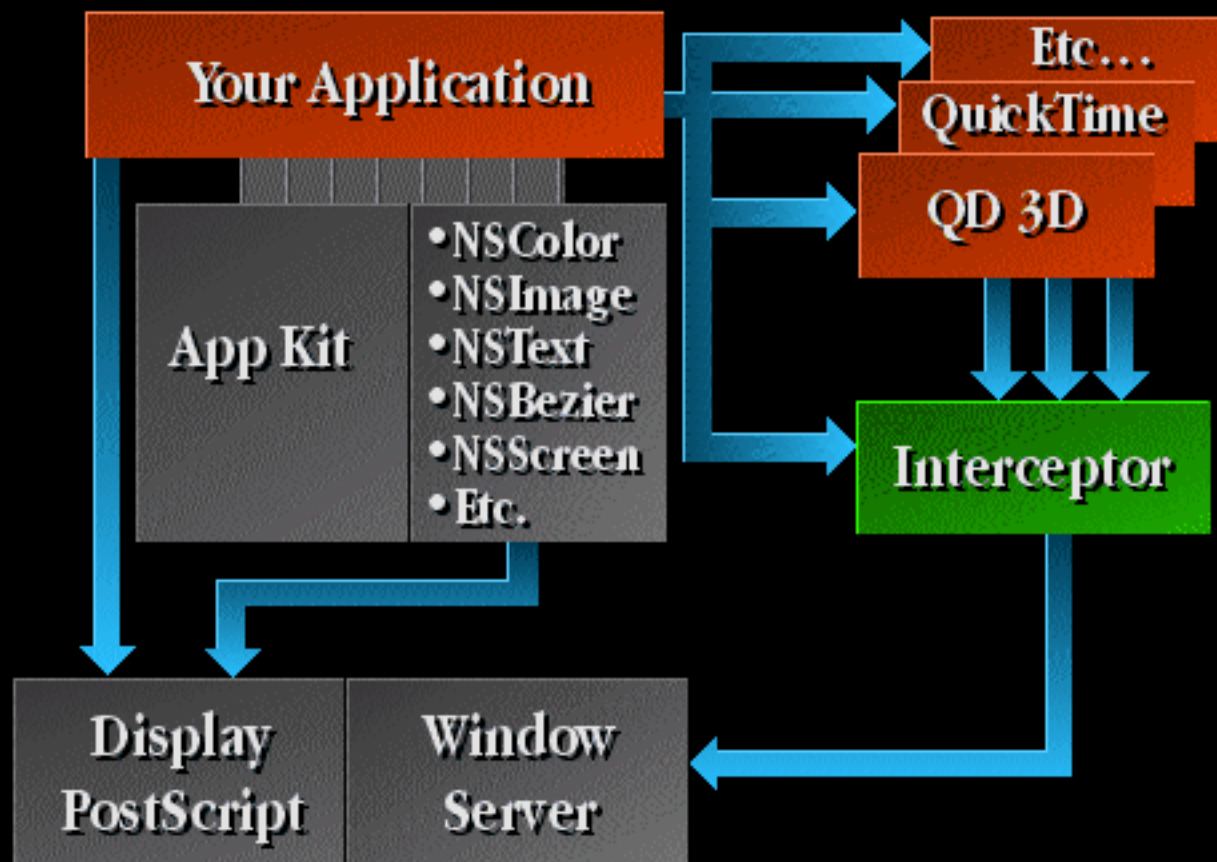 Your Application
Etc...
QuickTime
QD 3D
App Kit
•NSColor
•NSImage
•NSText
•NSBezier
•NSScreen
•Etc.
Interceptor
Display
PostScript
Window
Server